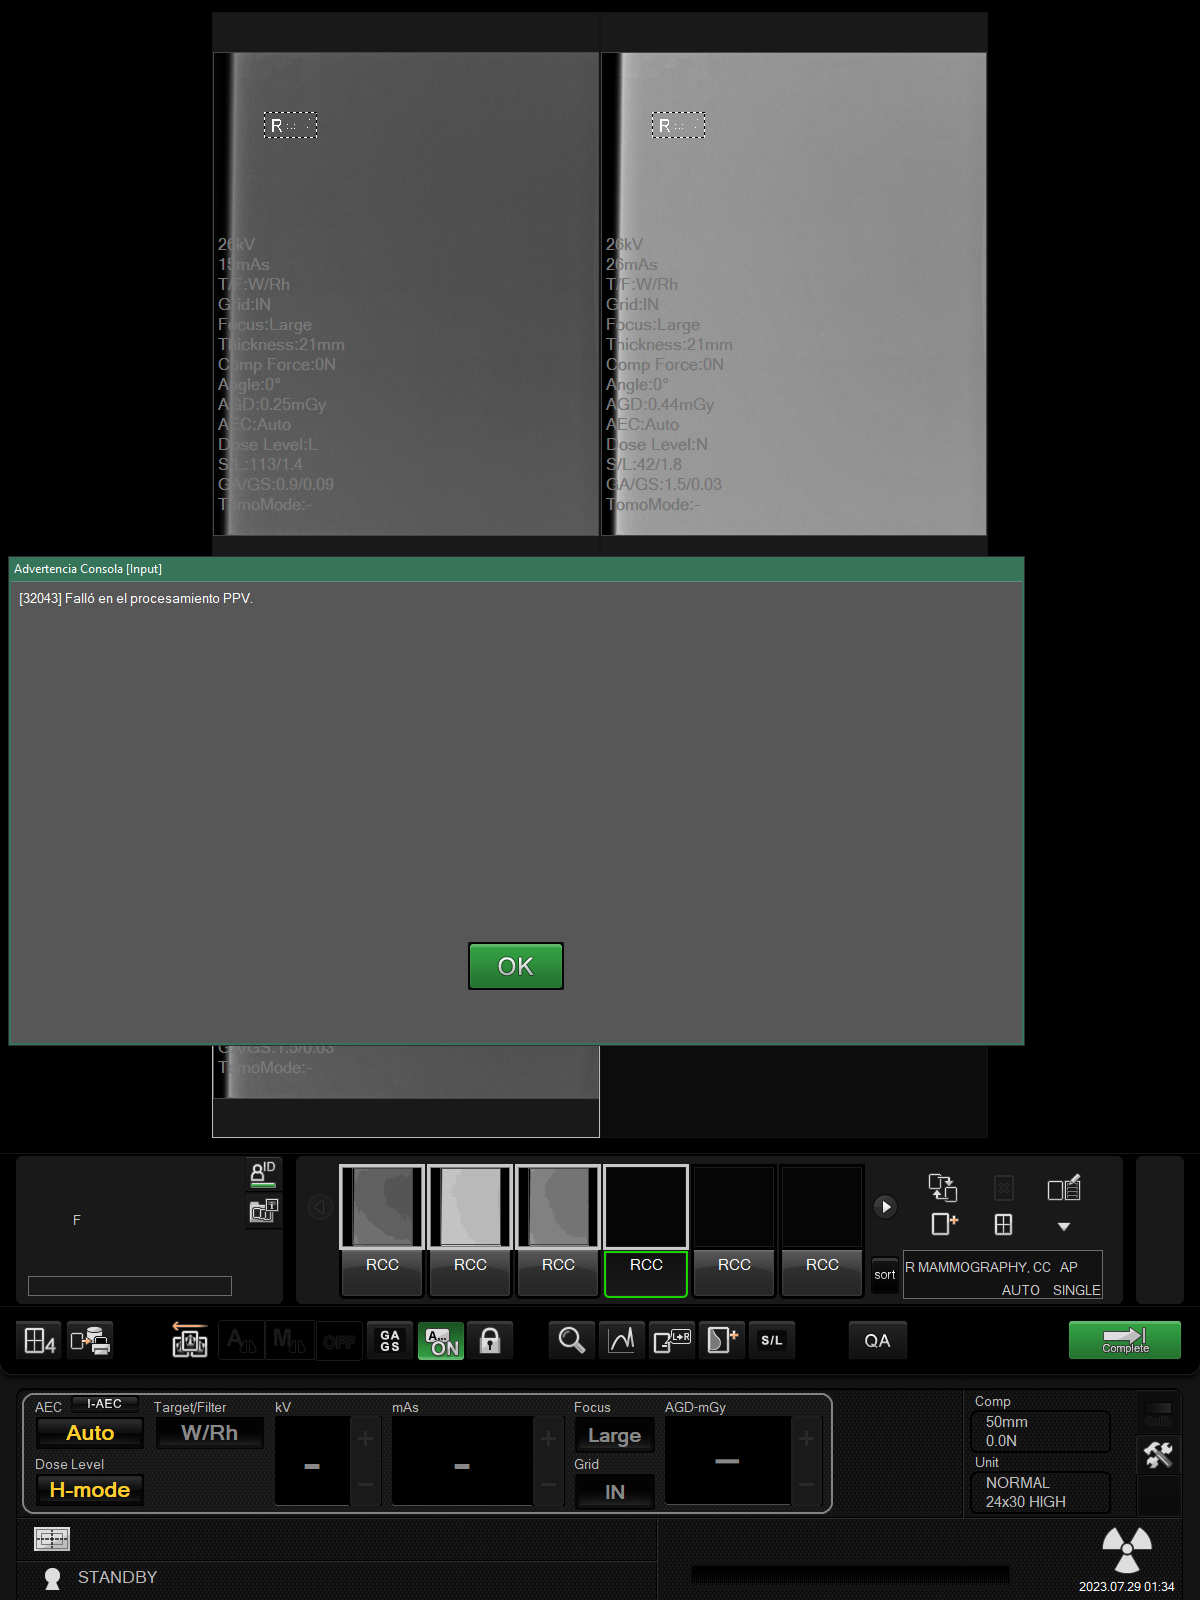 R
R
26kV
15mAs
T/F:W/Rh
Grid:IN
Focus:Large
Thickness:21mm
Comp Force:0N
Angle:0°
AGD:0.25mGy
AEC:Auto
Dose Level:L
S/L:113/1.4
GA/GS:0.9/0.09
TomoMode:-
26kV
26mAs
T/F:W/Rh
Grid:IN
Focus:Large
Thickness:21mm
Comp Force:0N
Angle:0°
AGD:0.44mGy
AEC:Auto
Dose Level:N
S/L:42/1.8
GA/GS:1.5/0.03
TomoMode:-
Advertencia Consola [Input]
[32043] Falló en el procesamiento PPV.
OK
GA/GS:1.5/0.03
TomoMode:-
ID
F
RCC
RCC
RCC
RCC
RCC
RCC
sort
R MAMMOGRAPHY, CC AP
AUTO SINGLE
4
A
M
OFF
GA
GS
A...
ON
L→R
S/L
QA
Complete
AEC
I-AEC
Auto
Dose Level
H-mode
Target/Filter
W/Rh
kV
-
mAs
-
Focus
Large
Grid
IN
AGD-mGy
—
Comp
50mm
0.0N
Unit
NORMAL
24x30 HIGH
STANDBY
2023.07.29 01:34